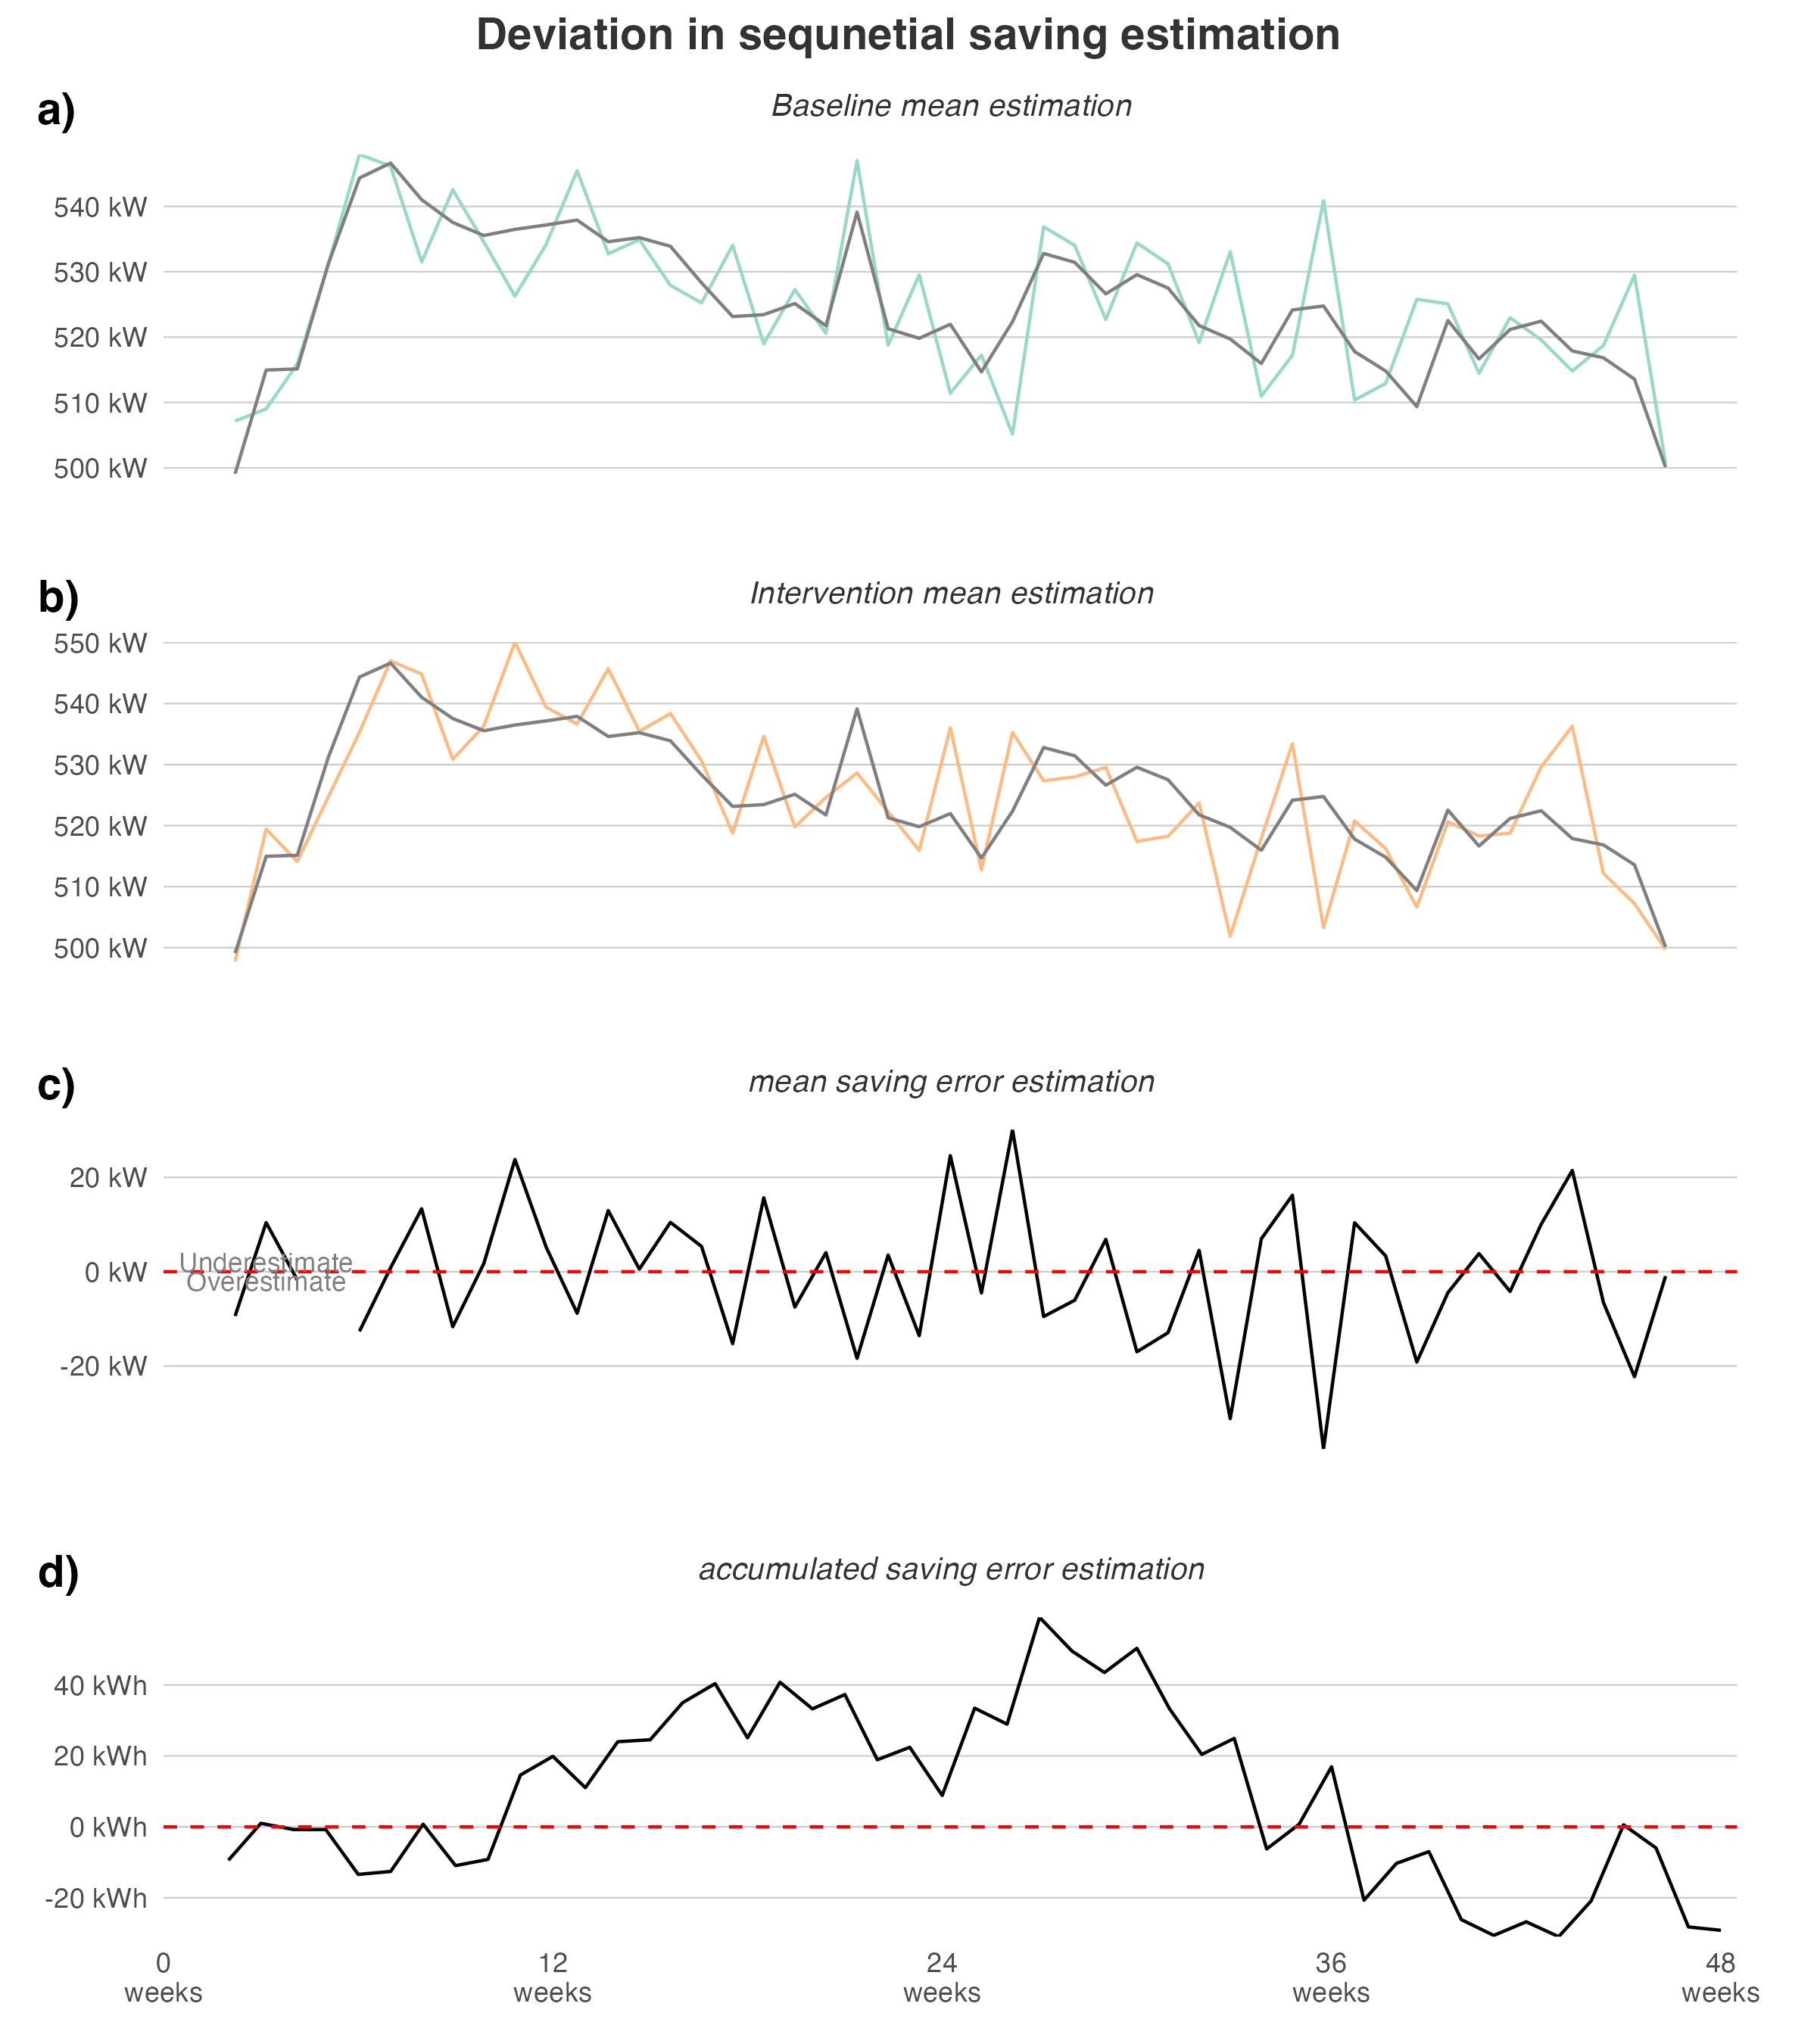 Deviation in sequnetial saving estimation
a)
Baseline mean estimation
540 kW
530 kW
520 kW
510 kW
500 kW
b)
Intervention mean estimation
550 kW
540 kW
530 kW
520 kW
510 kW
500 kW
c)
mean saving error estimation
20 kW
Underestimate
0 kW
Overestimate
-20 kW
d)
accumulated saving error estimation
40 kWh
20 kWh
0 kWh
-20 kWh
0 12 24 36 48
weeks weeks weeks weeks weeks